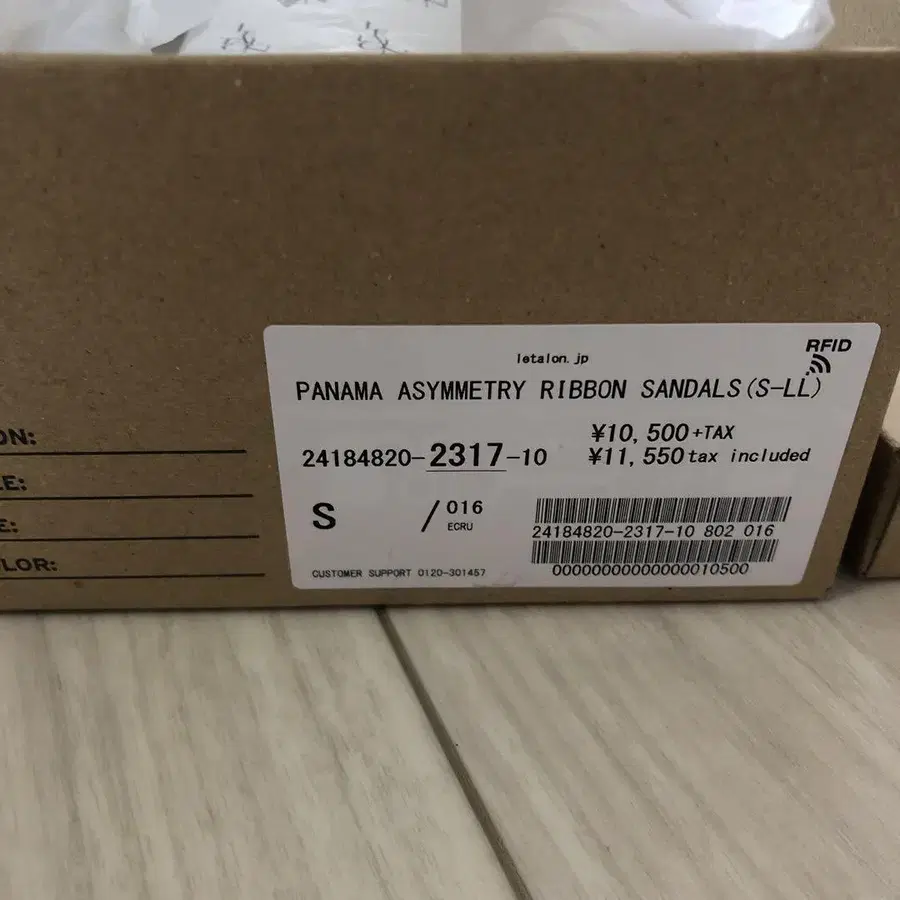 RFID
letalon.jp
PANAMA ASYMMETRY RIBBON SANDALS(S-LL)
¥10,500+TAX
24184820-2317-10
¥11,550 tax included
S / 016
ECRU
24184820-2317-10 802 016
00000000000000010500
CUSTOMER SUPPORT 0120-301457
ON:
E:
E:
LOR: